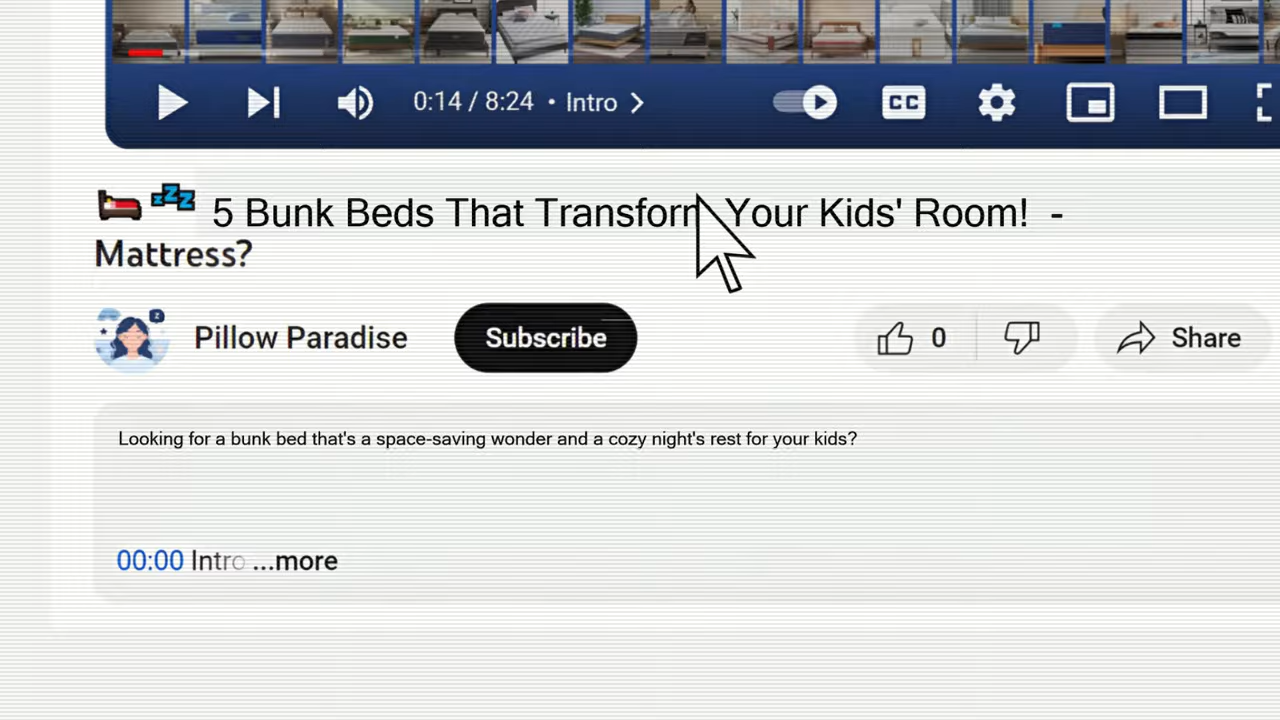 0:14 / 8:24 • Intro
CC
💤 5 Bunk Beds That Transform Your Kids' Room! -
Mattress?
Pillow Paradise
Subscribe
0
Share
Looking for a bunk bed that's a space-saving wonder and a cozy night's rest for your kids?
00:00 Intro ...more